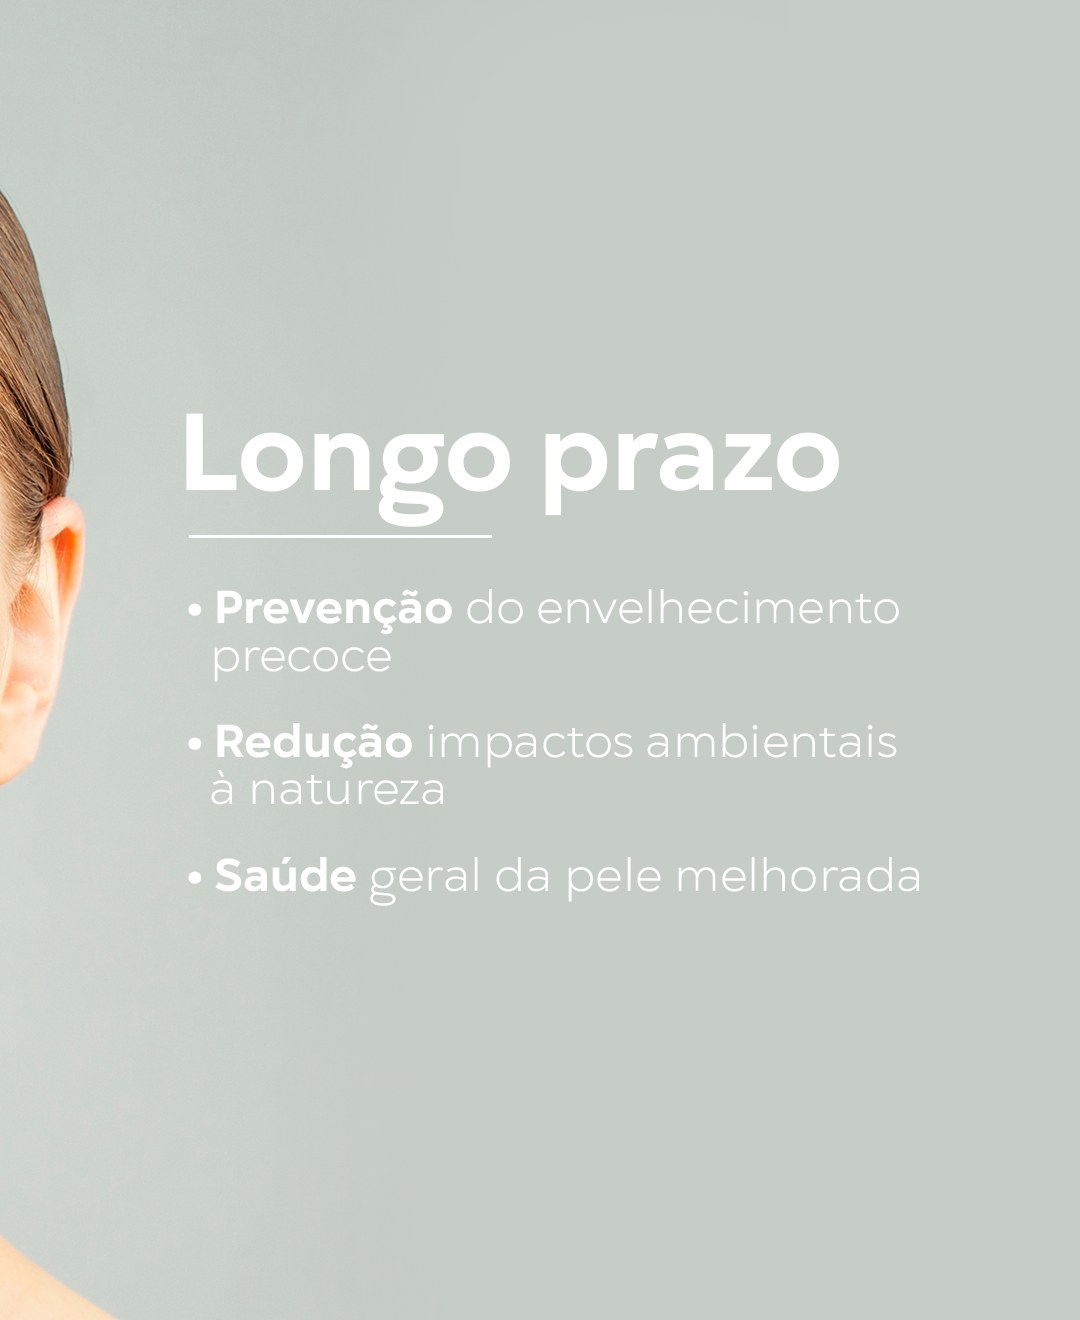 Longo prazo
• Prevenção do envelhecimento
precoce
• Redução impactos ambientais
à natureza
• Saúde geral da pele melhorada